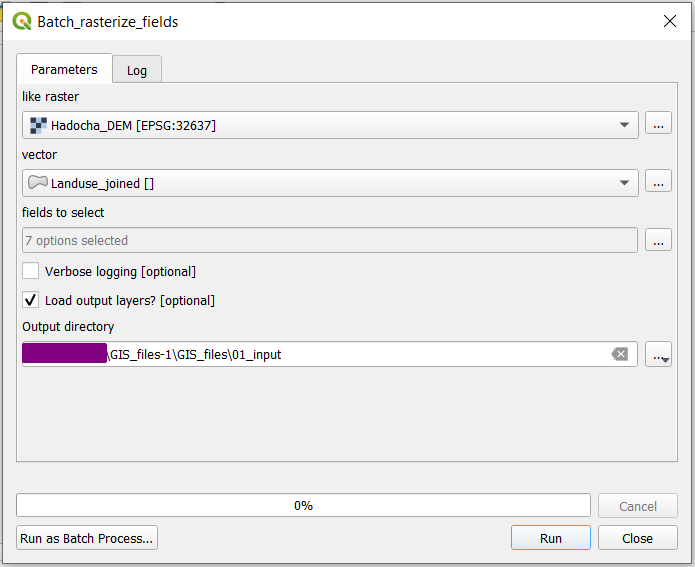 Batch_rasterize_fields
Parameters
Log
like raster
Hadocha_DEM [EPSG:32637]
...
vector
Landuse_joined []
...
fields to select
7 options selected
...
Verbose logging [optional]
Load output layers? [optional]
Output directory
\GIS_files-1\GIS_files\01_input
...
0%
Cancel
Run as Batch Process...
Run
Close